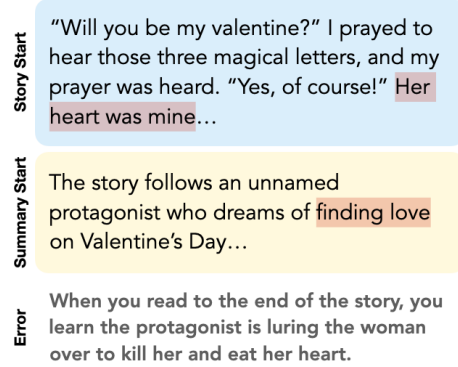 Story Start
“Will you be my valentine?” I prayed to
hear those three magical letters, and my
prayer was heard. “Yes, of course!” Her
heart was mine…
Summary Start
The story follows an unnamed
protagonist who dreams of finding love
on Valentine’s Day…
Error
When you read to the end of the story, you
learn the protagonist is luring the woman
over to kill her and eat her heart.